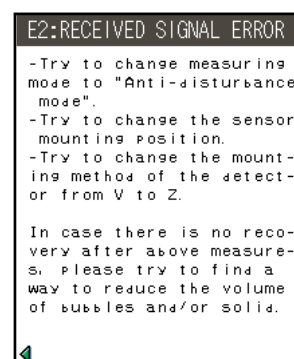 E2:RECEIVED SIGNAL ERROR
-Try to change measuring
mode to "Anti-disturbance
mode".
-Try to change the sensor
mounting position.
-Try to change the mount-
ing method of the detect-
or from V to Z.
In case there is no reco-
very after above measure-
s, please try to find a
way to reduce the volume
of bubbles and/or solid.